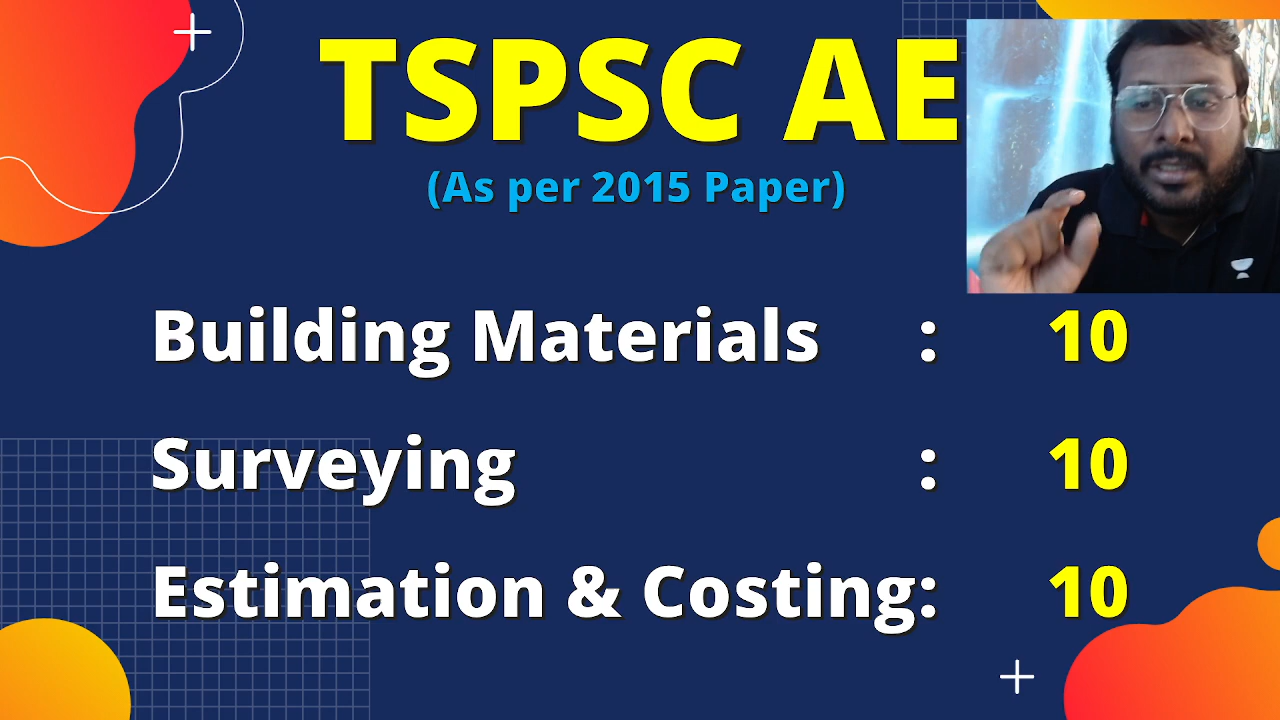 TSPSC AE
(As per 2015 Paper)
Building Materials : 10
Surveying : 10
Estimation & Costing: 10